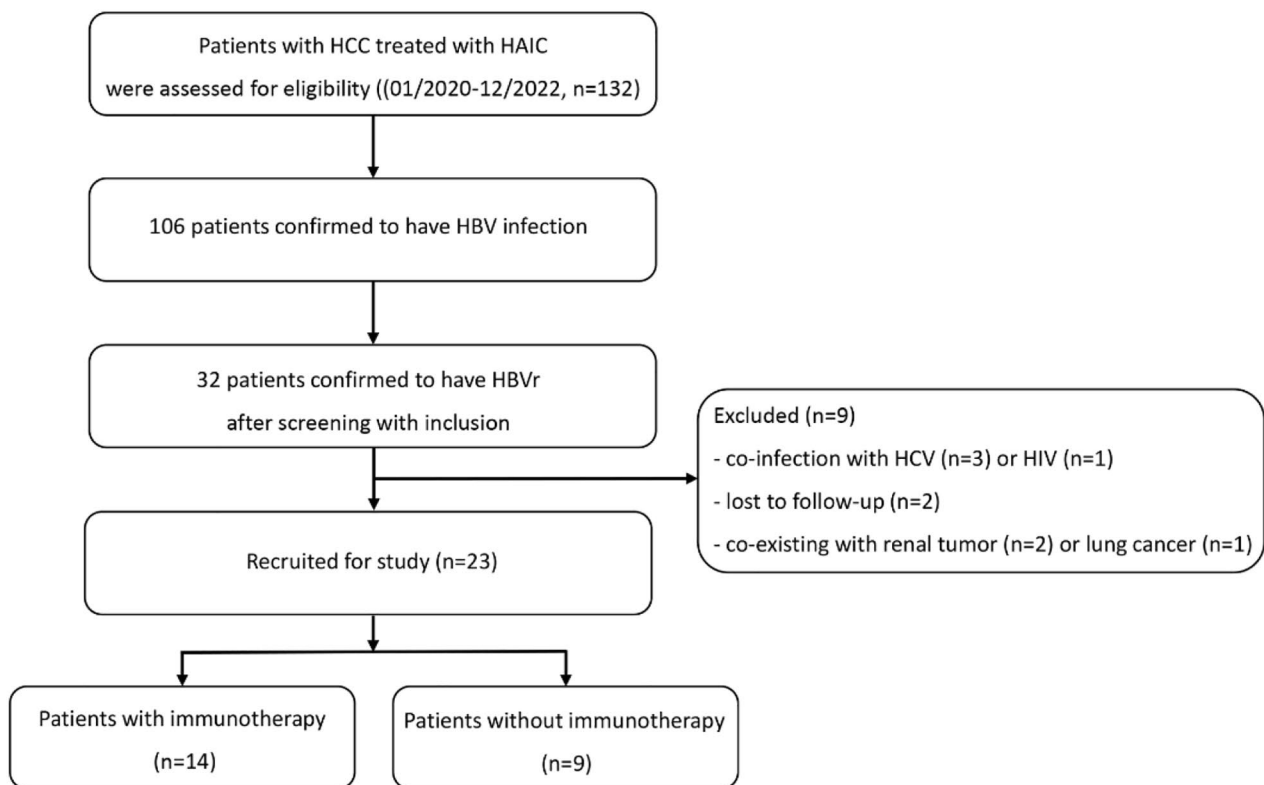 Patients with HCC treated with HAIC
were assessed for eligibility ((01/2020-12/2022, n=132)
106 patients confirmed to have HBV infection
32 patients confirmed to have HBVr
after screening with inclusion
Excluded (n=9)
- co-infection with HCV (n=3) or HIV (n=1)
- lost to follow-up (n=2)
- co-existing with renal tumor (n=2) or lung cancer (n=1)
Recruited for study (n=23)
Patients with immunotherapy
(n=14)
Patients without immunotherapy
(n=9)